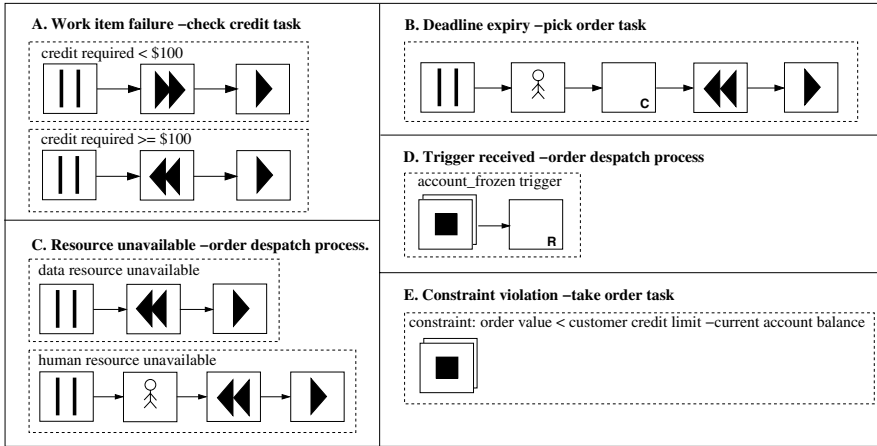 A. Work item failure –check credit task
credit required < $100
credit required >= $100
B. Deadline expiry –pick order task
C
C. Resource unavailable –order despatch process.
data resource unavailable
human resource unavailable
D. Trigger received –order despatch process
account_frozen trigger
R
E. Constraint violation –take order task
constraint: order value < customer credit limit –current account balance